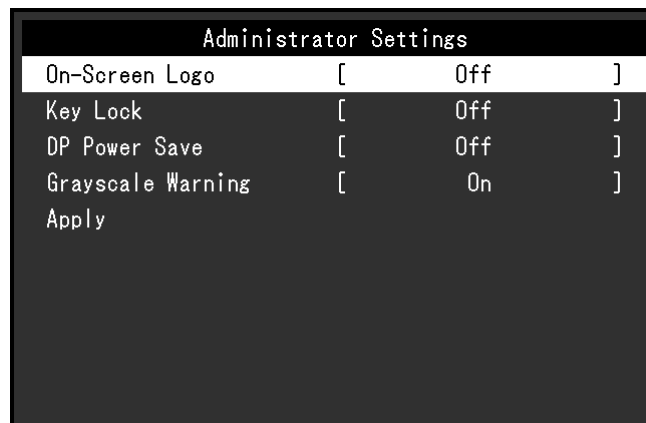 Administrator Settings
On-Screen Logo [ Off ]
Key Lock [ Off ]
DP Power Save [ Off ]
Grayscale Warning [ On ]
Apply